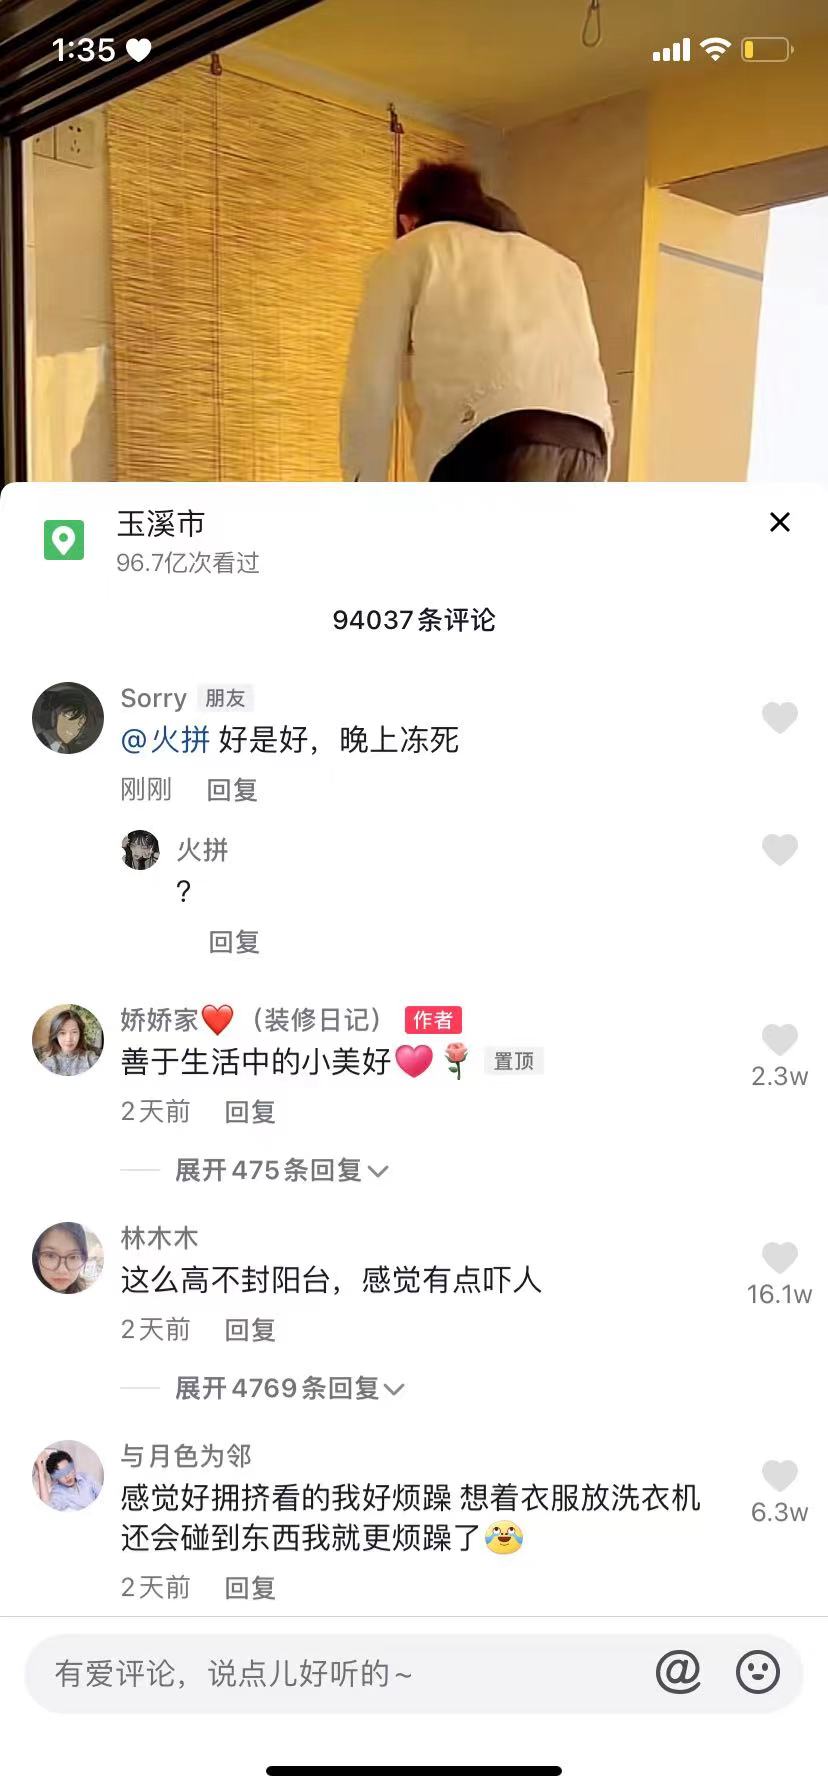 1:35
玉溪市
96.7亿次看过
94037条评论
Sorry 朋友
@火拼 好是好，晚上冻死
刚刚 回复
火拼
?
回复
娇娇家❤️（装修日记） 作者
善于生活中的小美好💗🌹 置顶
2.3w
2天前 回复
展开475条回复
林木木
这么高不封阳台，感觉有点吓人
16.1w
2天前 回复
展开4769条回复
与月色为邻
感觉好拥挤看的我好烦躁 想着衣服放洗衣机
还会碰到东西我就更烦躁了😂
6.3w
2天前 回复
有爱评论，说点儿好听的~ @